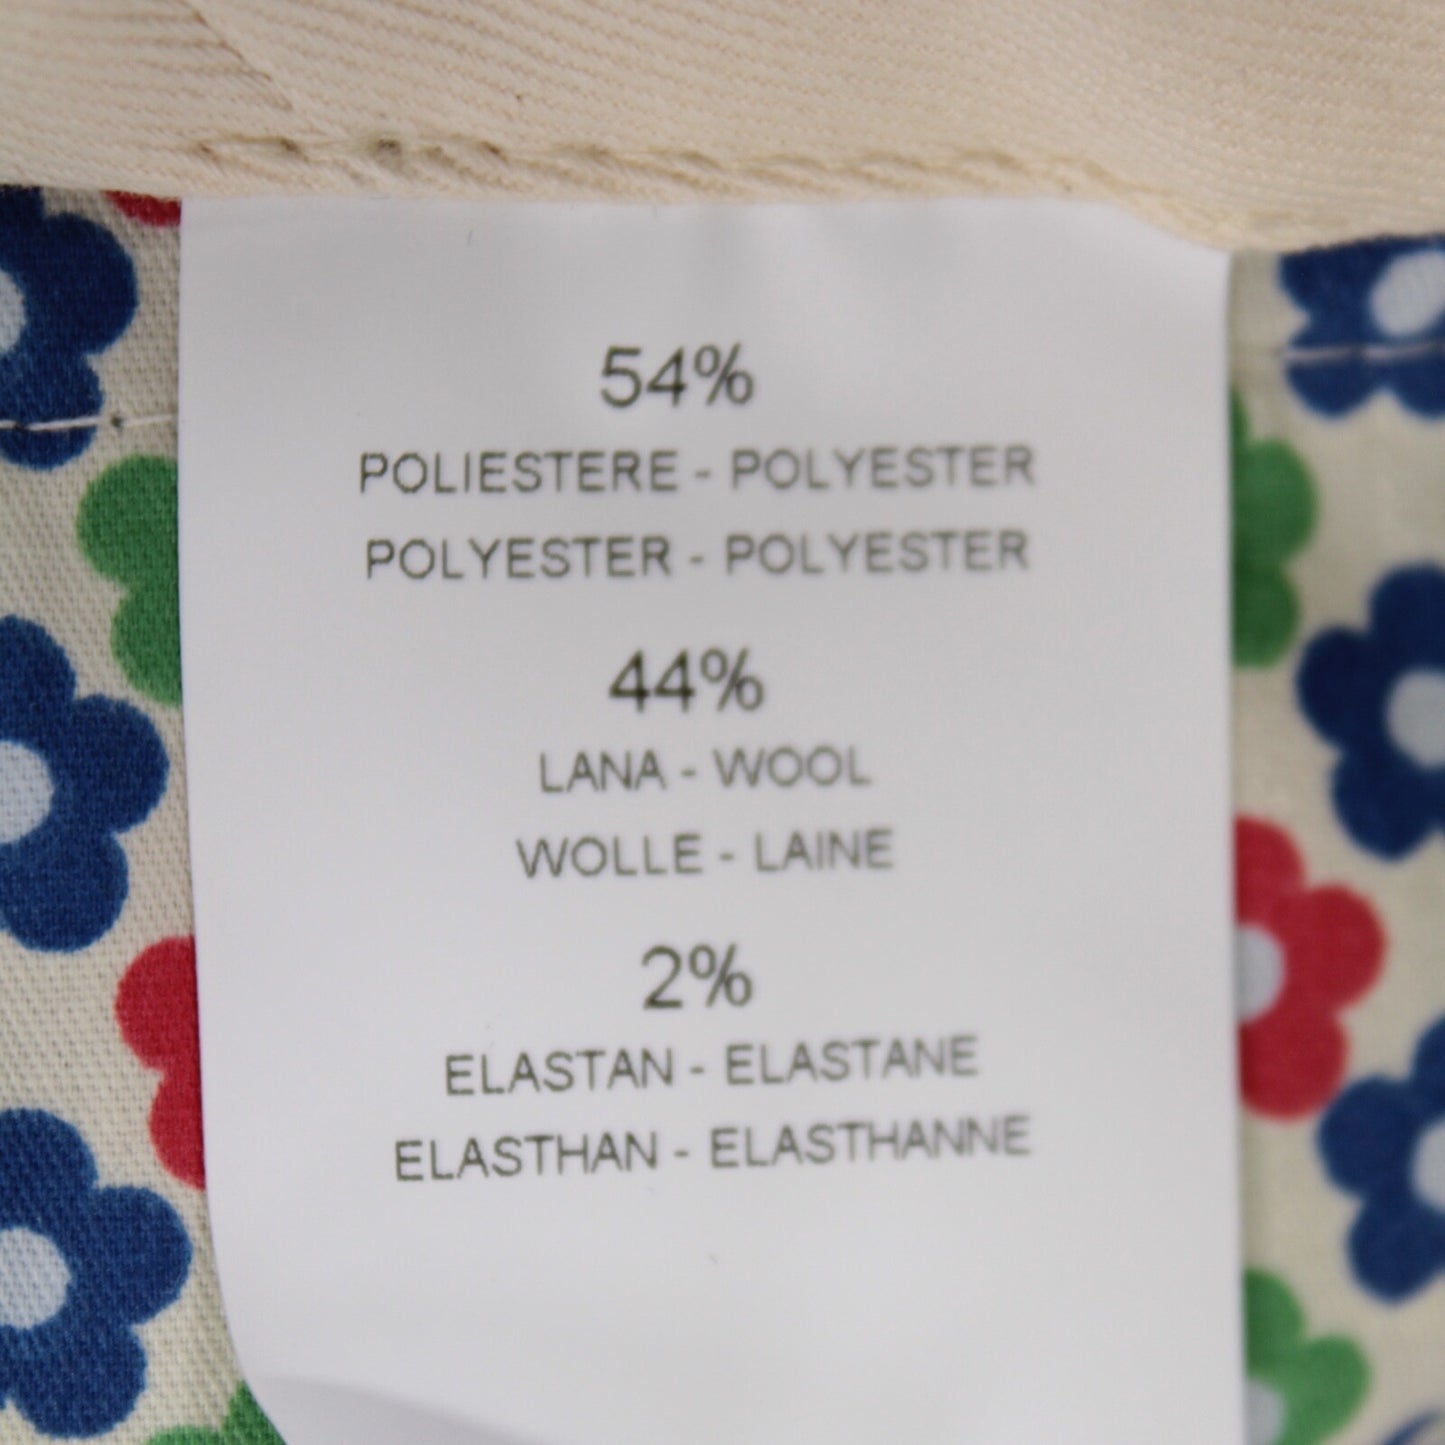 54%
POLIESTERE - POLYESTER
POLYESTER - POLYESTER
44%
LANA - WOOL
WOLLE - LAINE
2%
ELASTAN - ELASTANE
ELASTHAN - ELASTHANNE